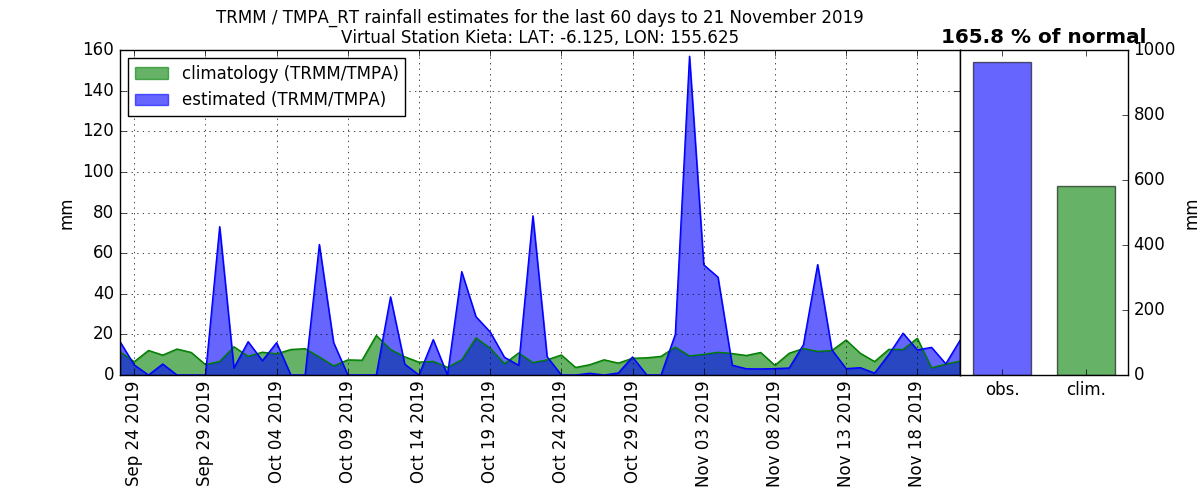 TRMM / TMPA_RT rainfall estimates for the last 60 days to 21 November 2019
Virtual Station Kieta: LAT: -6.125, LON: 155.625
165.8 % of normal
climatology (TRMM/TMPA)
estimated (TRMM/TMPA)
160
140
120
100
80
60
40
20
0
mm
Sep 24 2019
Sep 29 2019
Oct 04 2019
Oct 09 2019
Oct 14 2019
Oct 19 2019
Oct 24 2019
Oct 29 2019
Nov 03 2019
Nov 08 2019
Nov 13 2019
Nov 18 2019
obs.
clim.
1000
800
600
400
200
0
mm